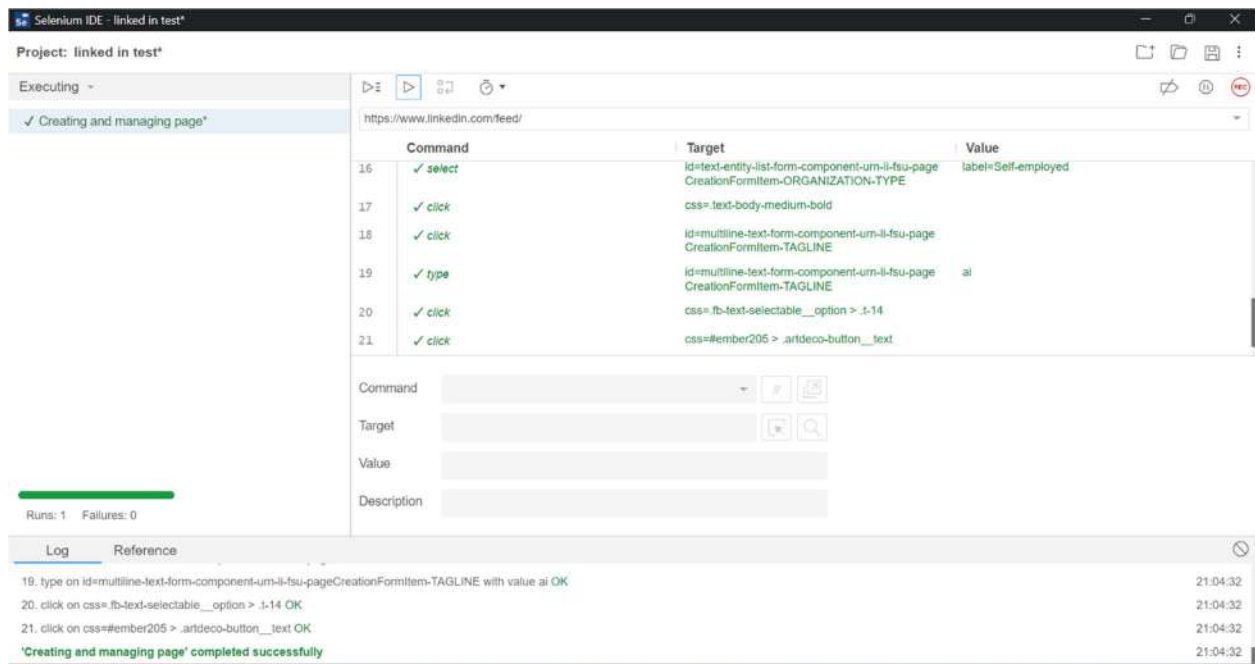 Selenium IDE - linked in test*
Project: linked in test*
Executing
✓ Creating and managing page*
https://www.linkedin.com/feed/
Command Target Value
16 ✓ select id=text-entity-list-form-component-urn-li-fsu-page label=Self-employed
CreationFormItem-ORGANIZATION-TYPE
17 ✓ click css=.text-body-medium-bold
18 ✓ click id=multiline-text-form-component-urn-li-fsu-page
CreationFormItem-TAGLINE
19 ✓ type id=multiline-text-form-component-urn-li-fsu-page ai
CreationFormItem-TAGLINE
20 ✓ click css=.fb-text-selectable__option > .t-14
21 ✓ click css=#ember205 > .artdeco-button__text
Command
Target
Value
Description
Runs: 1 Failures: 0
Log Reference
19. type on id=multiline-text-form-component-urn-li-fsu-pageCreationFormItem-TAGLINE with value ai OK 21:04:32
20. click on css=.fb-text-selectable__option > .t-14 OK 21:04:32
21. click on css=#ember205 > .artdeco-button__text OK 21:04:32
'Creating and managing page' completed successfully 21:04:32